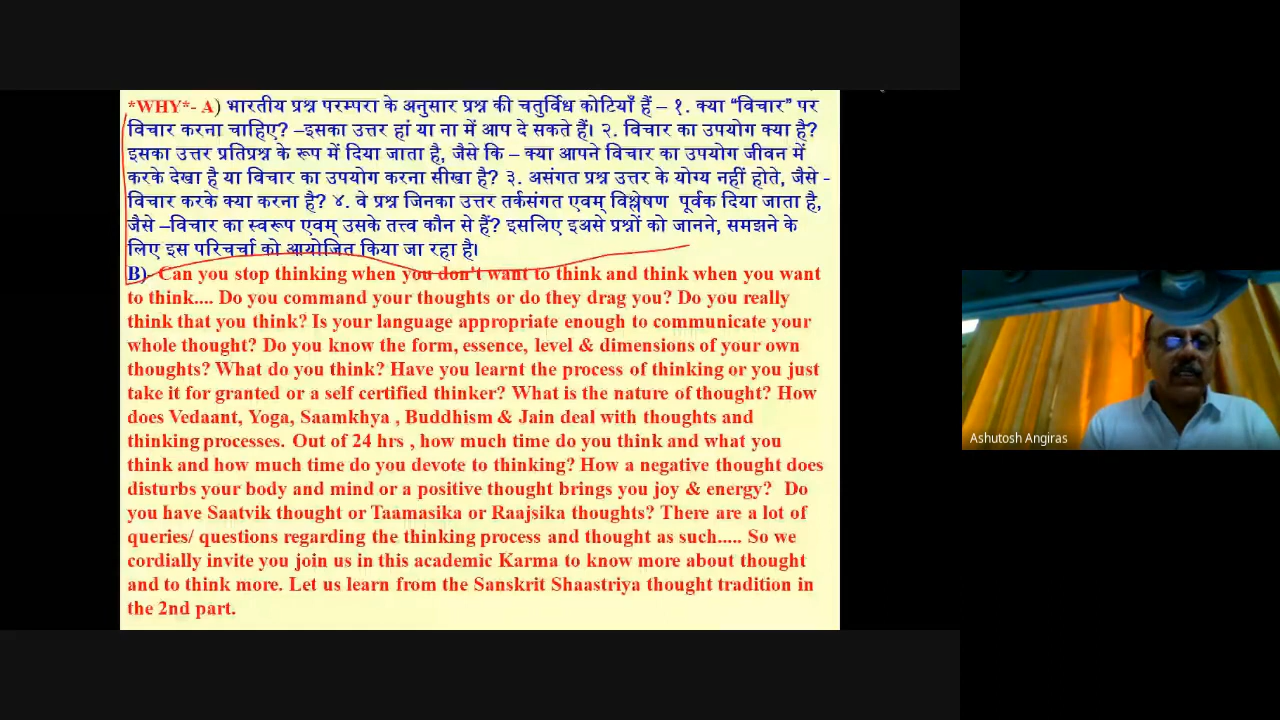 *WHY*- A) भारतीय प्रश्न परम्परा के अनुसार प्रश्न की चतुर्विध कोटियाँ हैं – १. क्या “विचार” पर
विचार करना चाहिए? –इसका उत्तर हां या ना में आप दे सकते हैं। २. विचार का उपयोग क्या है?
इसका उत्तर प्रतिप्रश्न के रूप में दिया जाता है, जैसे कि – क्या आपने विचार का उपयोग जीवन में
करके देखा है या विचार का उपयोग करना सीखा है? ३. असंगत प्रश्न उत्तर के योग्य नहीं होते, जैसे -
विचार करके क्या करना है? ४. वे प्रश्न जिनका उत्तर तर्कसंगत एवम् विश्लेषण पूर्वक दिया जाता है,
जैसे –विचार का स्वरूप एवम् उसके तत्त्व कौन से हैं? इसलिए इअसे प्रश्नों को जानने, समझने के
लिए इस परिचर्चा को आयोजित किया जा रहा है।
B)- Can you stop thinking when you don't want to think and think when you want
to think.... Do you command your thoughts or do they drag you? Do you really
think that you think? Is your language appropriate enough to communicate your
whole thought? Do you know the form, essence, level & dimensions of your own
thoughts? What do you think? Have you learnt the process of thinking or you just
take it for granted or a self certified thinker? What is the nature of thought? How
does Vedaant, Yoga, Saamkhya , Buddhism & Jain deal with thoughts and
thinking processes. Out of 24 hrs , how much time do you think and what you
think and how much time do you devote to thinking? How a negative thought does
disturbs your body and mind or a positive thought brings you joy & energy? Do
you have Saatvik thought or Taamasika or Raajsika thoughts? There are a lot of
queries/ questions regarding the thinking process and thought as such..... So we
cordially invite you join us in this academic Karma to know more about thought
and to think more. Let us learn from the Sanskrit Shaastriya thought tradition in
the 2nd part.
Ashutosh Angiras